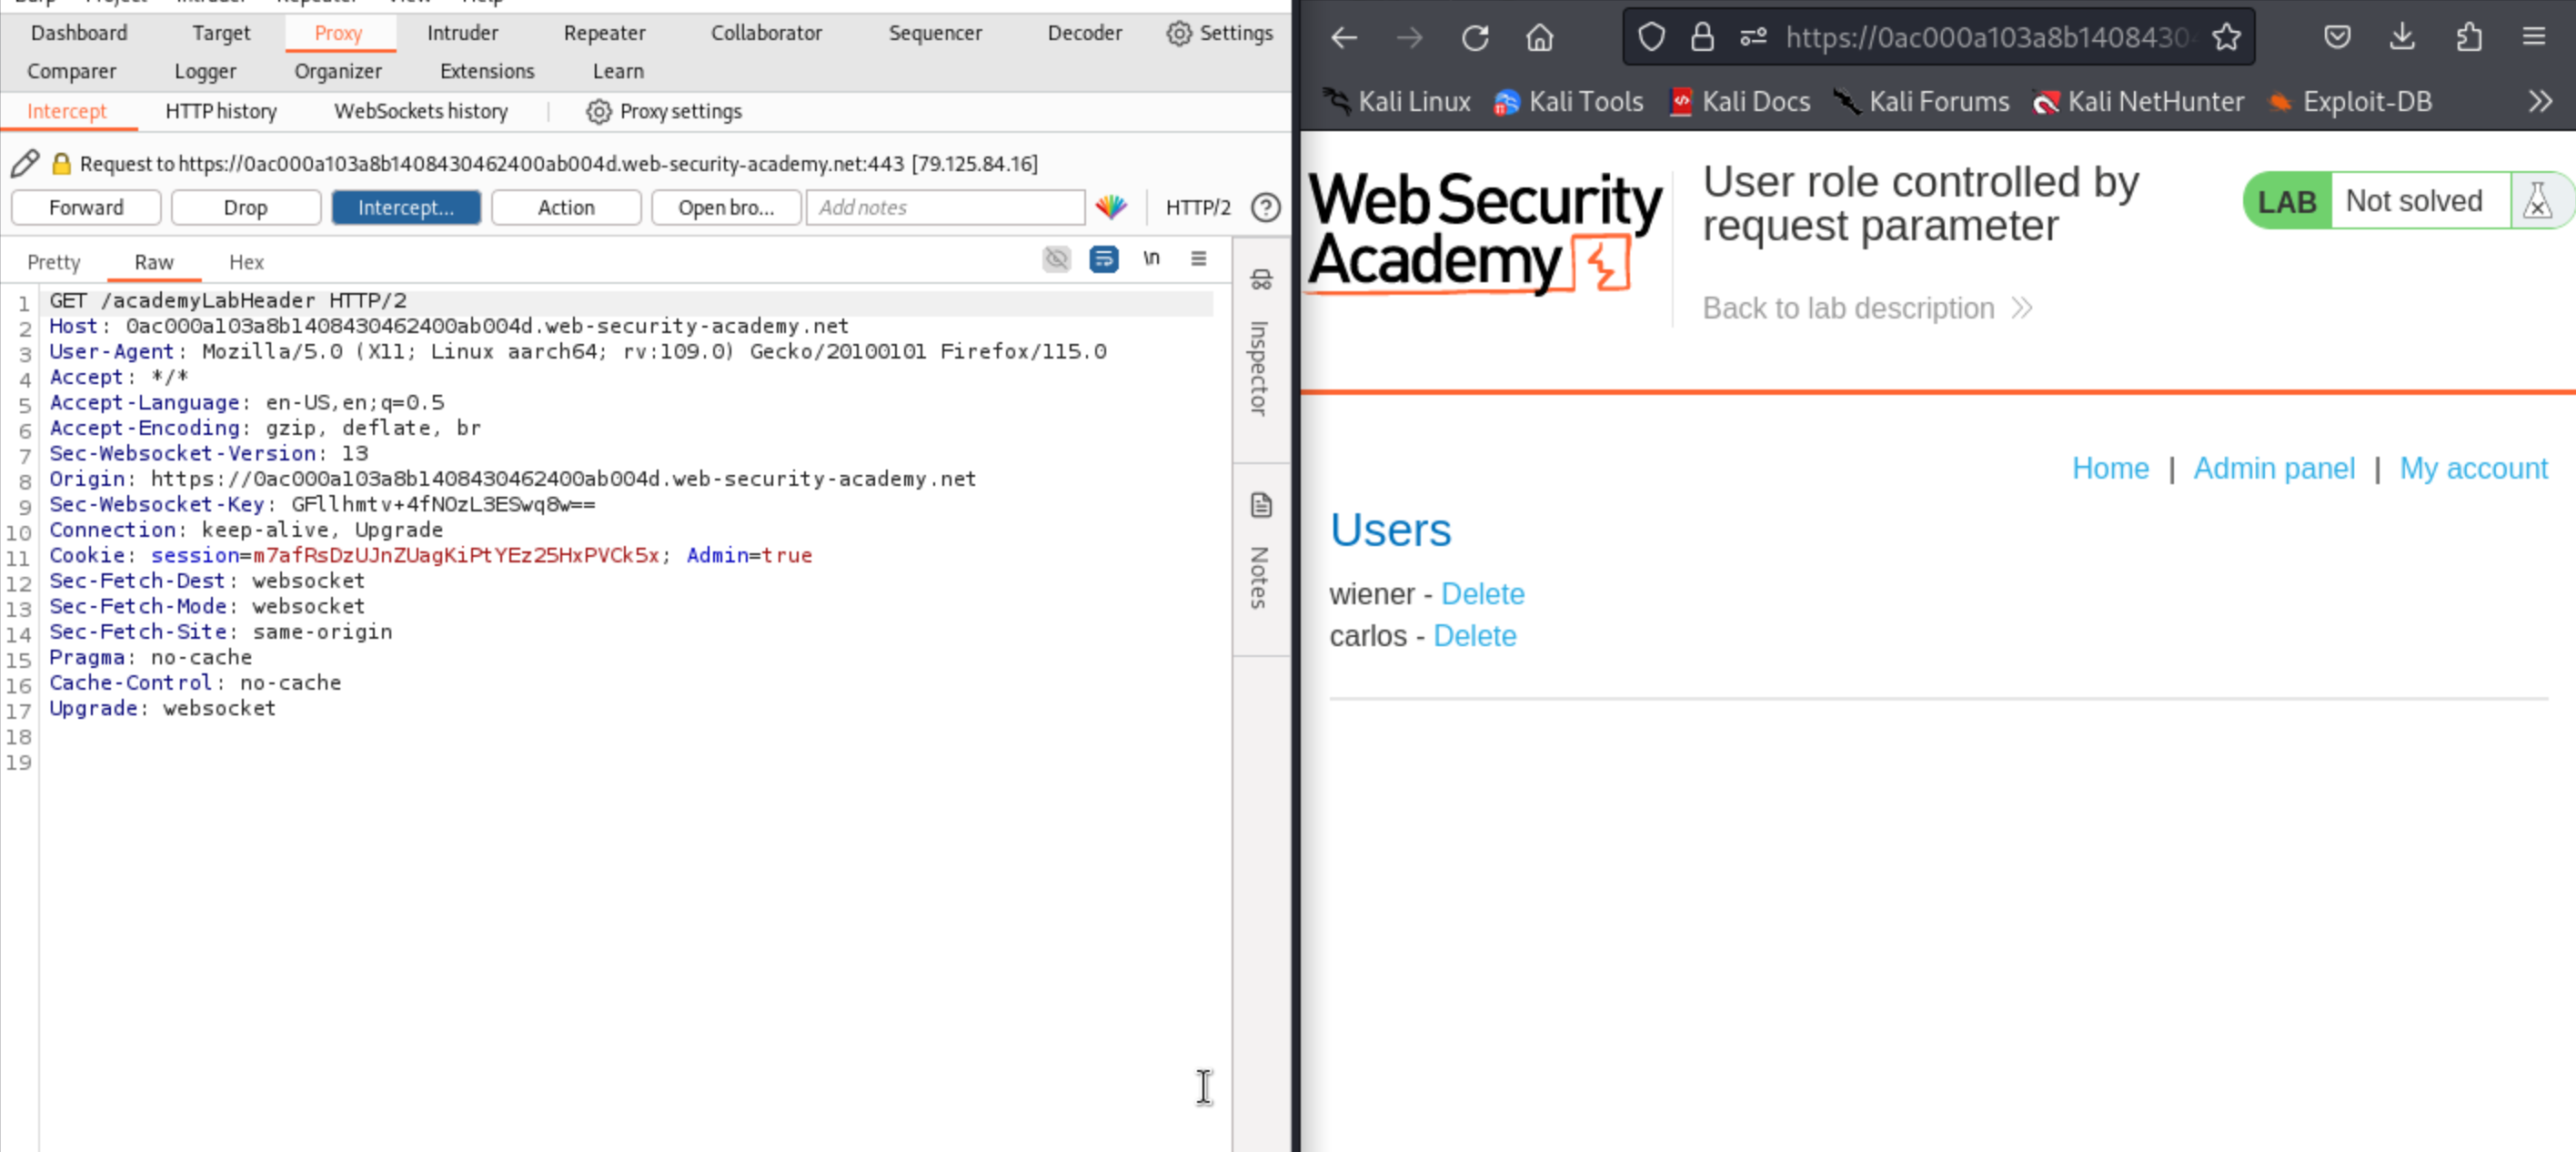 Burp Project Intruder Repeater View Help
Dashboard Target Proxy Intruder Repeater Collaborator Sequencer Decoder Settings
Comparer Logger Organizer Extensions Learn
Intercept HTTP history WebSockets history Proxy settings
Request to https://0ac000a103a8b1408430462400ab004d.web-security-academy.net:443 [79.125.84.16]
Forward Drop Intercept... Action Open bro... Add notes HTTP/2
Pretty Raw Hex \n
1 GET /academyLabHeader HTTP/2
2 Host: 0ac000a103a8b1408430462400ab004d.web-security-academy.net
3 User-Agent: Mozilla/5.0 (X11; Linux aarch64; rv:109.0) Gecko/20100101 Firefox/115.0
4 Accept: */*
5 Accept-Language: en-US,en;q=0.5
6 Accept-Encoding: gzip, deflate, br
7 Sec-Websocket-Version: 13
8 Origin: https://0ac000a103a8b1408430462400ab004d.web-security-academy.net
9 Sec-Websocket-Key: GFllhmtv+4fNOzL3ESwq8w==
10 Connection: keep-alive, Upgrade
11 Cookie: session=m7afRsDzUJnZUagKiPtYEz25HxPVCk5x; Admin=true
12 Sec-Fetch-Dest: websocket
13 Sec-Fetch-Mode: websocket
14 Sec-Fetch-Site: same-origin
15 Pragma: no-cache
16 Cache-Control: no-cache
17 Upgrade: websocket
18
19
Inspector
Notes
https://0ac000a103a8b1408430
Kali Linux Kali Tools Kali Docs Kali Forums Kali NetHunter Exploit-DB
WebSecurity
Academy
User role controlled by
request parameter
LAB Not solved
Back to lab description
Home | Admin panel | My account
Users
wiener - Delete
carlos - Delete